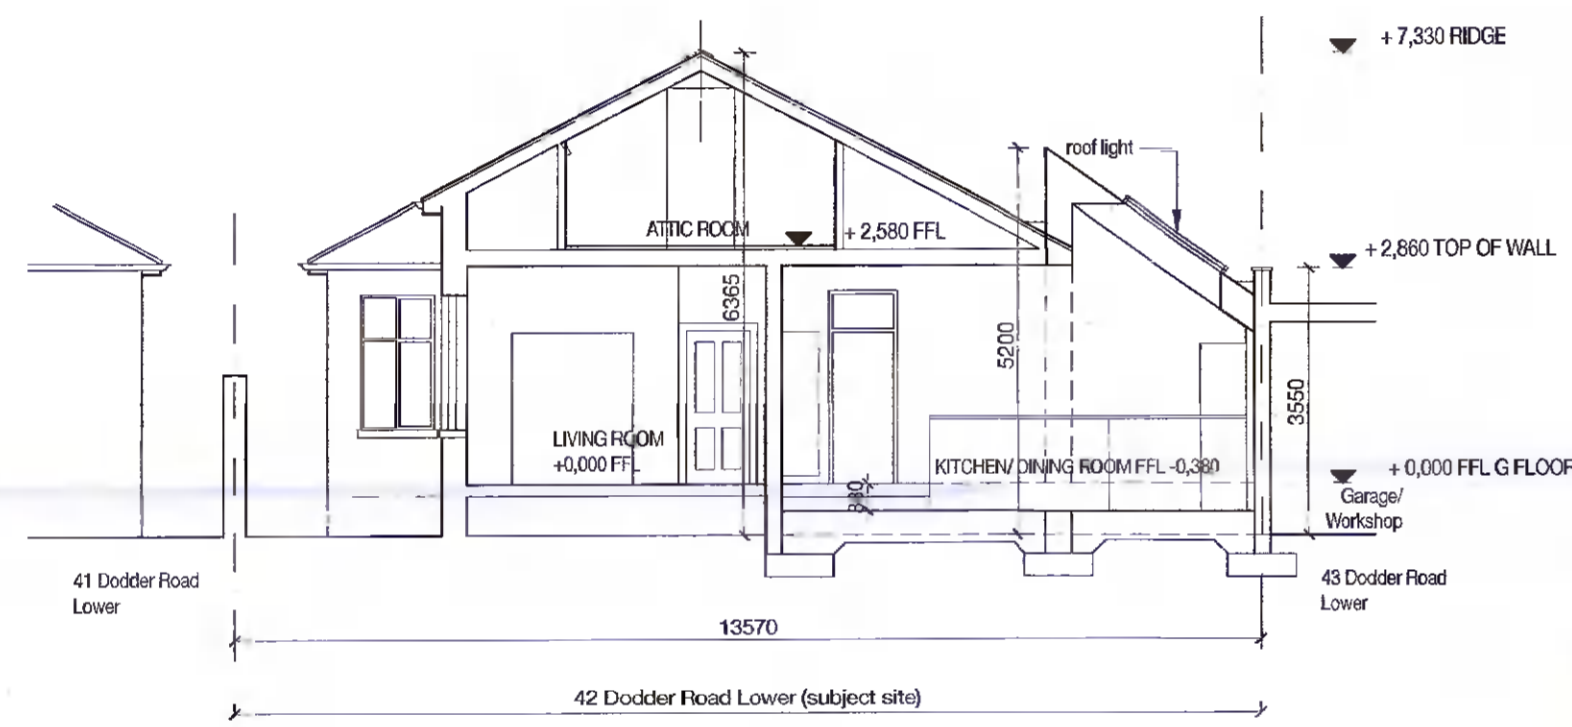 + 7,330 RIDGE
roof light
ATTIC ROOM
+ 2,580 FFL
+ 2,860 TOP OF WALL
6365
5200
3550
LIVING ROOM
+0,000 FFL
KITCHEN/ DINING ROOM FFL -0,380
+ 0,000 FFL G FLOOR
Garage/
Workshop
41 Dodder Road
Lower
43 Dodder Road
Lower
13570
42 Dodder Road Lower (subject site)